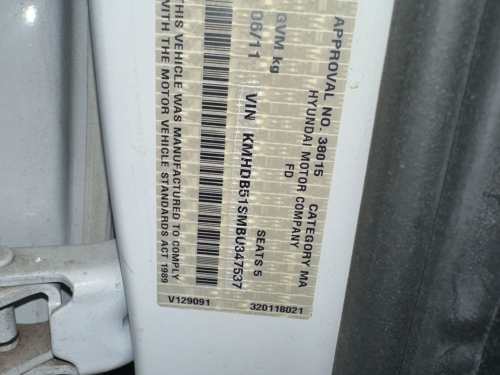 APPROVAL NO. 38015 CATEGORY MA
HYUNDAI MOTOR COMPANY
FD
GVM kg
06/11 SEATS 5
VIN KMHDB51SMBU347537
THIS VEHICLE WAS MANUFACTURED TO COMPLY
WITH THE MOTOR VEHICLE STANDARDS ACT 1989
V129091 320118021